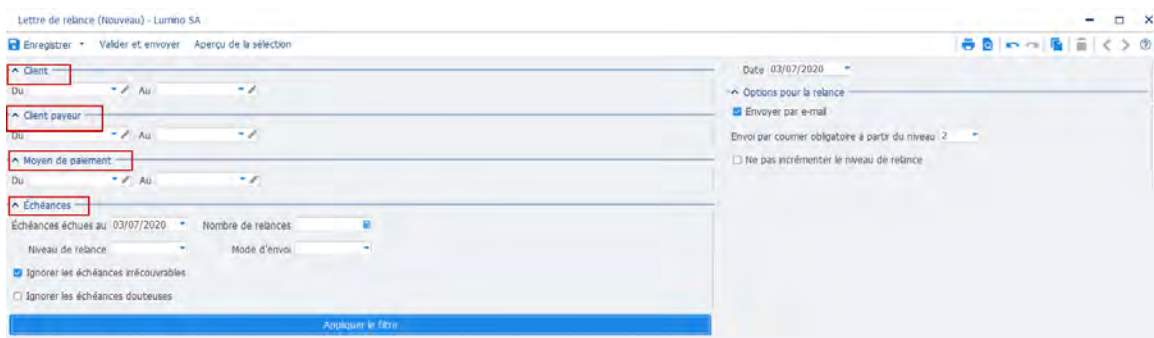 Lettre de relance (Nouveau) - Lumino SA
Enregistrer Valider et envoyer Aperçu de la sélection
Client
Du Au
Client payeur
Du Au
Moyen de paiement
Du Au
Échéances
Échéances échues au 03/07/2020 Nombre de relances
Niveau de relance Mode d'envoi
Ignorer les échéances irrécouvrables
Ignorer les échéances douteuses
Appliquer le filtre
Date 03/07/2020
Options pour la relance
Envoyer par e-mail
Envoi par courrier obligatoire à partir du niveau 2
Ne pas incrémenter le niveau de relance